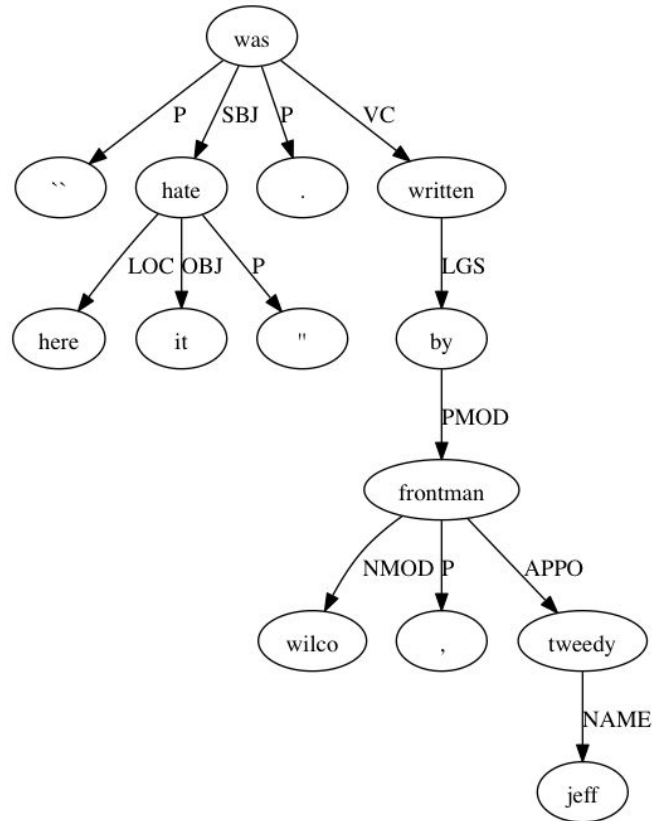 was
P SBJ P VC
`` hate . written
LOC OBJ P LGS
here it " by
PMOD
frontman
NMOD P APPO
wilco , tweedy
NAME
jeff